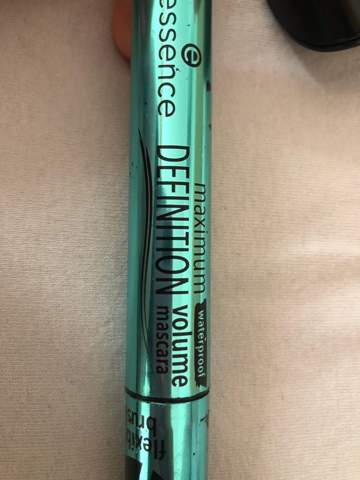 essence
maximum
DEFINITION
volume
mascara
waterproof